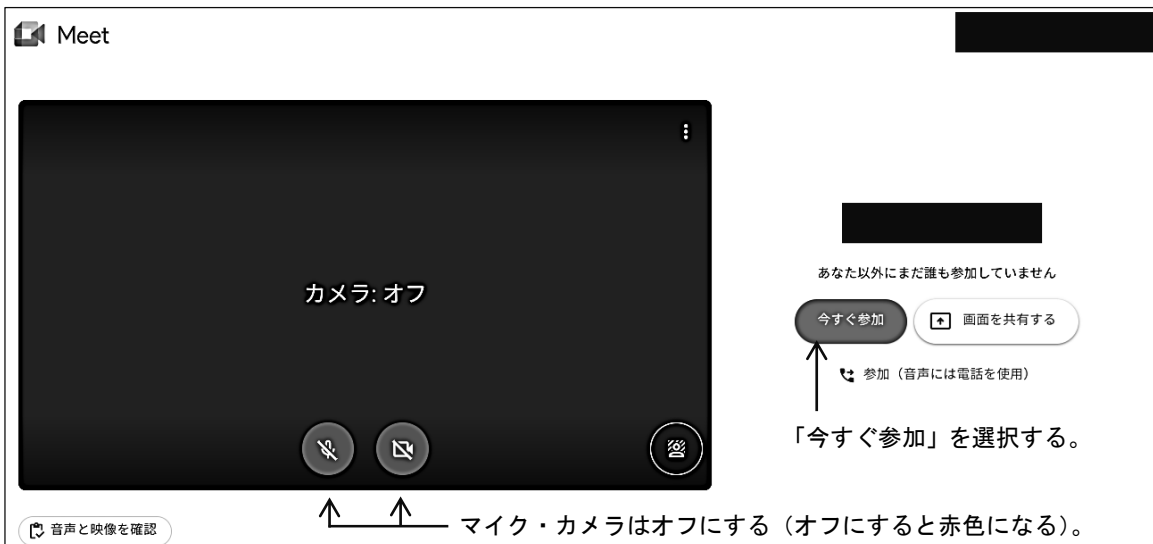 Meet
カメラ: オフ
あなた以外にまだ誰も参加していません
今すぐ参加
画面を共有する
参加（音声には電話を使用）
「今すぐ参加」を選択する。
マイク・カメラはオフにする（オフにすると赤色になる）。
音声と映像を確認